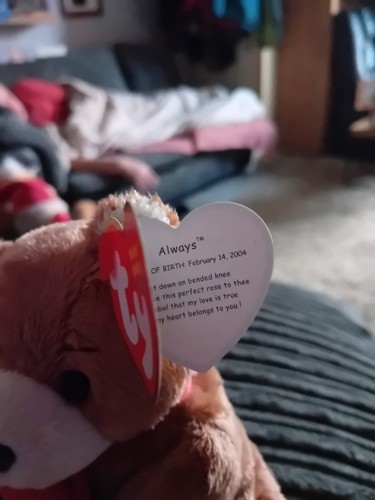 ty
Always™
OF BIRTH: February 14, 2004
down on bended knee
this perfect rose to thee
that my love is true
heart belongs to you!